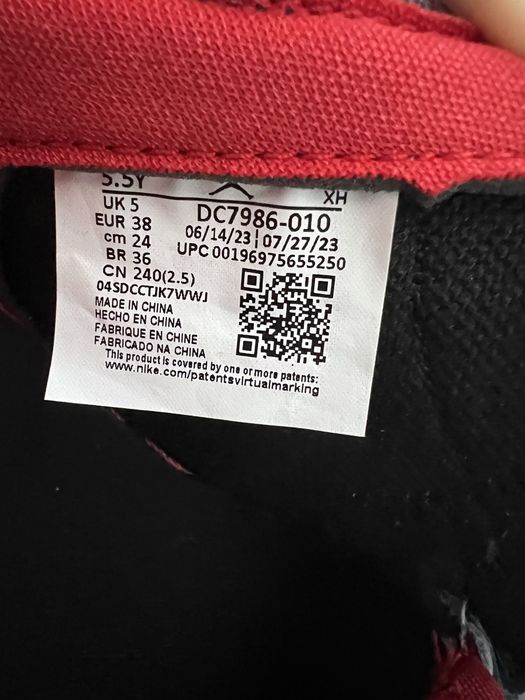 5.5Y
XH
UK 5
EUR 38
cm 24
BR 36
CN 240(2.5)
DC7986-010
06/14/23 | 07/27/23
UPC 00196975655250
04SDCCTJK7WWJ
MADE IN CHINA
HECHO EN CHINA
FABRIQUE EN CHINE
FABRICADO NA CHINA
This product is covered by one or more patents:
www.nike.com/patentsvirtualmarking